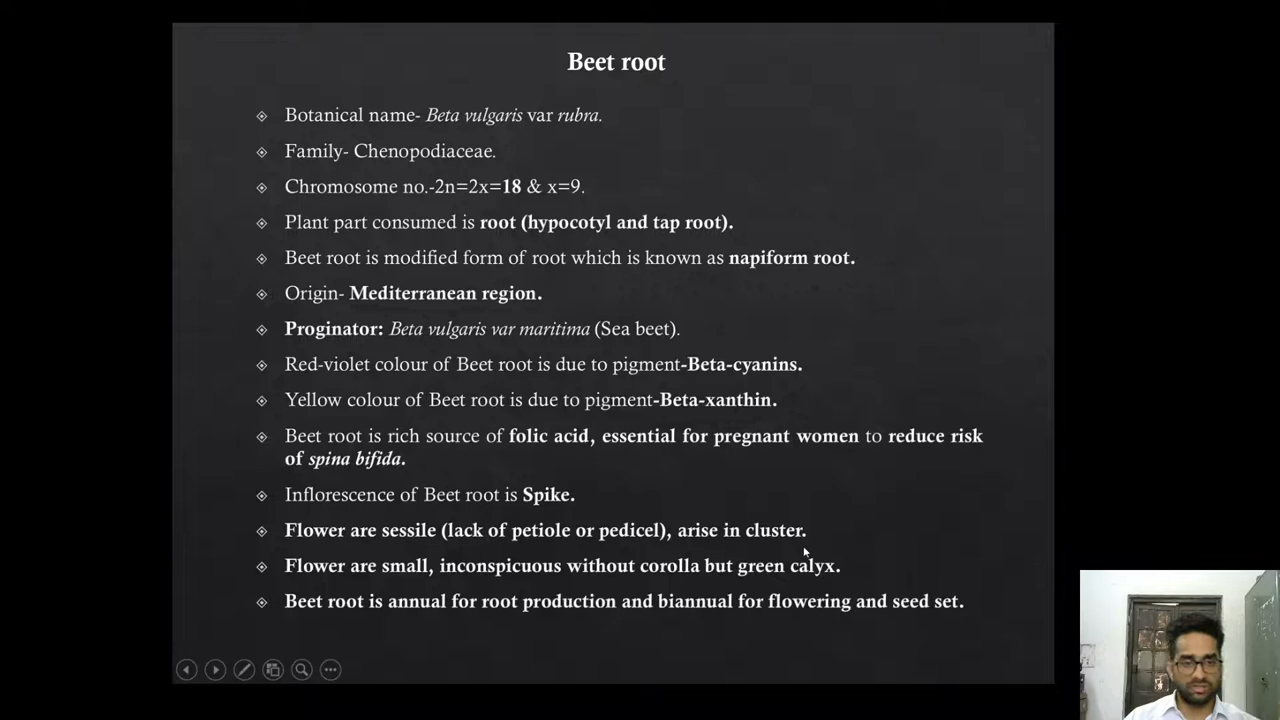 Beet root
Botanical name- Beta vulgaris var rubra.
Family- Chenopodiaceae.
Chromosome no.-2n=2x=18 & x=9.
Plant part consumed is root (hypocotyl and tap root).
Beet root is modified form of root which is known as napiform root.
Origin- Mediterranean region.
Proginator: Beta vulgaris var maritima (Sea beet).
Red-violet colour of Beet root is due to pigment-Beta-cyanins.
Yellow colour of Beet root is due to pigment-Beta-xanthin.
Beet root is rich source of folic acid, essential for pregnant women to reduce risk
of spina bifida.
Inflorescence of Beet root is Spike.
Flower are sessile (lack of petiole or pedicel), arise in cluster.
Flower are small, inconspicuous without corolla but green calyx.
Beet root is annual for root production and biannual for flowering and seed set.